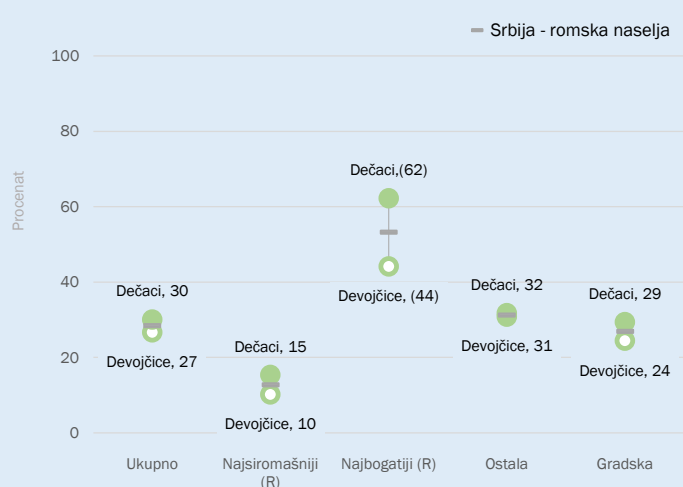 Srbija - romska naselja
100
80
60
40
20
0
Procenat
Dečaci, 30
Devojčice, 27
Dečaci, 15
Devojčice, 10
Dečaci,(62)
Devojčice, (44)
Dečaci, 32
Devojčice, 31
Dečaci, 29
Devojčice, 24
Ukupno
Najsiromašniji
(R)
Najbogatiji (R)
Ostala
Gradska